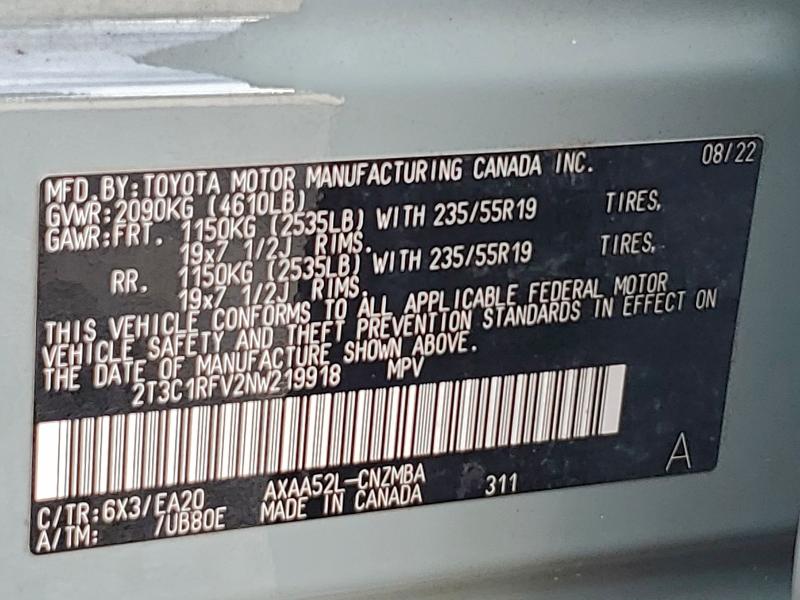 08/22
MFD. BY: TOYOTA MOTOR MANUFACTURING CANADA INC.
GVWR: 2090KG (4610LB)
GAWR: FRT. 1150KG (2535LB) WITH 235/55R19 TIRES,
19x7 1/2J RIMS.
RR. 1150KG (2535LB) WITH 235/55R19 TIRES,
19x7 1/2J RIMS.
THIS VEHICLE CONFORMS TO ALL APPLICABLE FEDERAL MOTOR
VEHICLE SAFETY AND THEFT PREVENTION STANDARDS IN EFFECT ON
THE DATE OF MANUFACTURE SHOWN ABOVE.
2T3C1RFV2NW219918 MPV
A
C/TR: 6X3/EA20 AXAA52L-CNZMBA 311
A/TM: /UB80E MADE IN CANADA